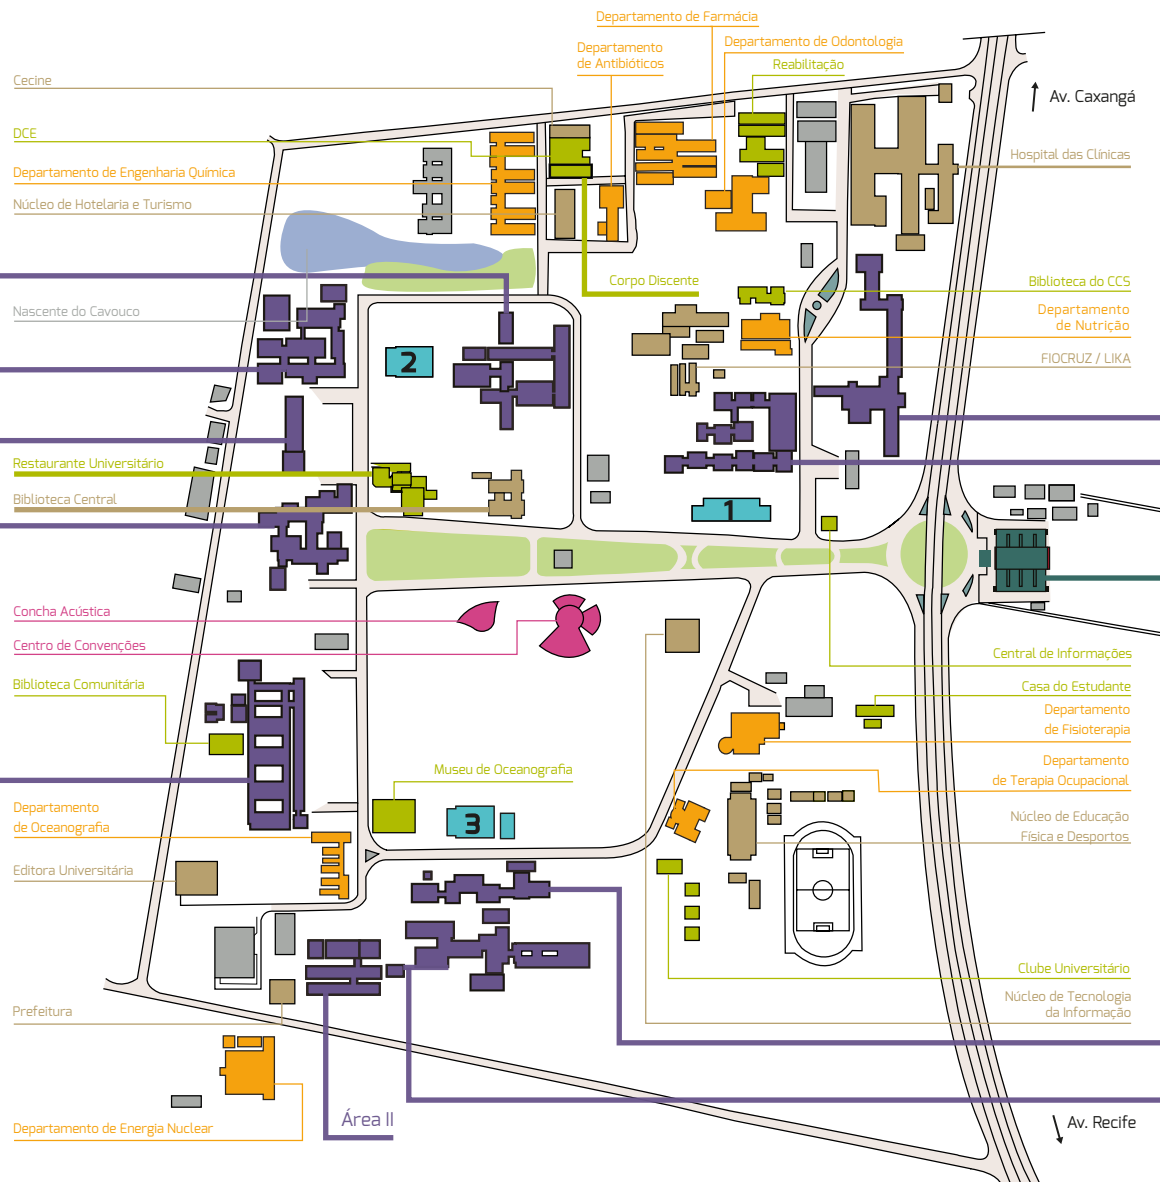 Departamento de Farmácia
Departamento
de Antibióticos
Departamento de Odontologia
Reabilitação
Cecine
Av. Caxangá
DCE
Hospital das Clínicas
Departamento de Engenharia Química
Núcleo de Hotelaria e Turismo
Corpo Discente
Biblioteca do CCS
Nascente do Cavouco
Departamento
de Nutrição
FIOCRUZ / LIKA
2
Restaurante Universitário
Biblioteca Central
1
Concha Acústica
Centro de Convenções
Central de Informações
Biblioteca Comunitária
Casa do Estudante
Departamento
de Fisioterapia
Museu de Oceanografia
Departamento
de Terapia Ocupacional
Departamento
de Oceanografia
3
Núcleo de Educação
Física e Desportos
Editora Universitária
Clube Universitário
Núcleo de Tecnologia
da Informação
Prefeitura
Área II
Departamento de Energia Nuclear
Av. Recife